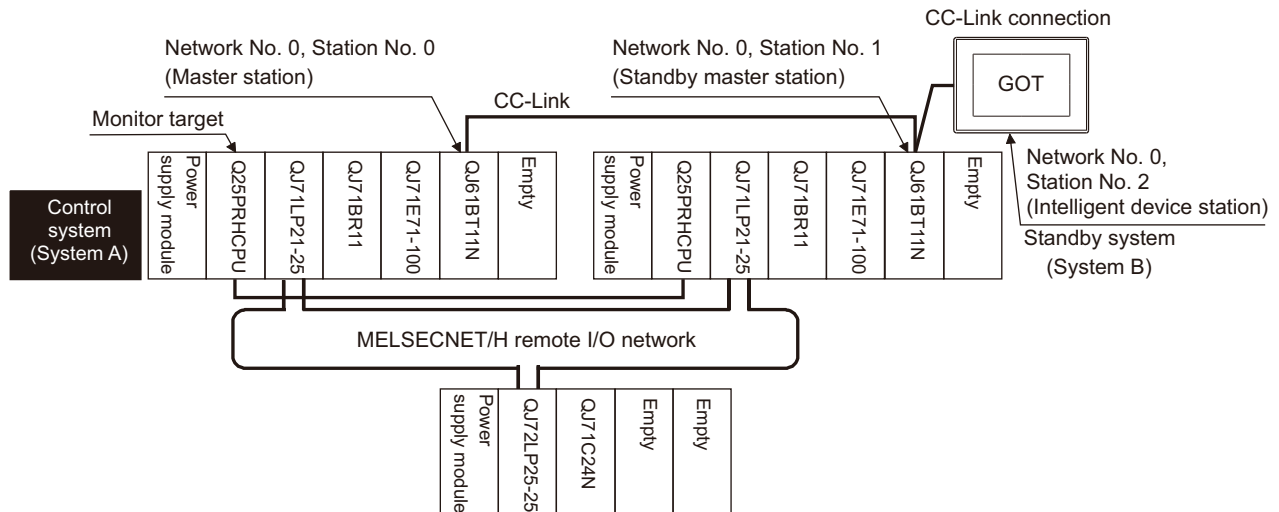 CC-Link connection
Network No. 0, Station No. 0
(Master station)
Network No. 0, Station No. 1
(Standby master station)
GOT
CC-Link
Monitor target
Network No. 0,
Station No. 2
(Intelligent device station)
Standby system
(System B)
Control
system
(System A)
Power
supply module
Q25PRHCPU
QJ71LP21-25
QJ71BR11
QJ71E71-100
QJ61BT11N
Empty
Power
supply module
Q25PRHCPU
QJ71LP21-25
QJ71BR11
QJ71E71-100
QJ61BT11N
Empty
MELSECNET/H remote I/O network
Power
supply module
QJ72LP25-25
QJ71C24N
Empty
Empty